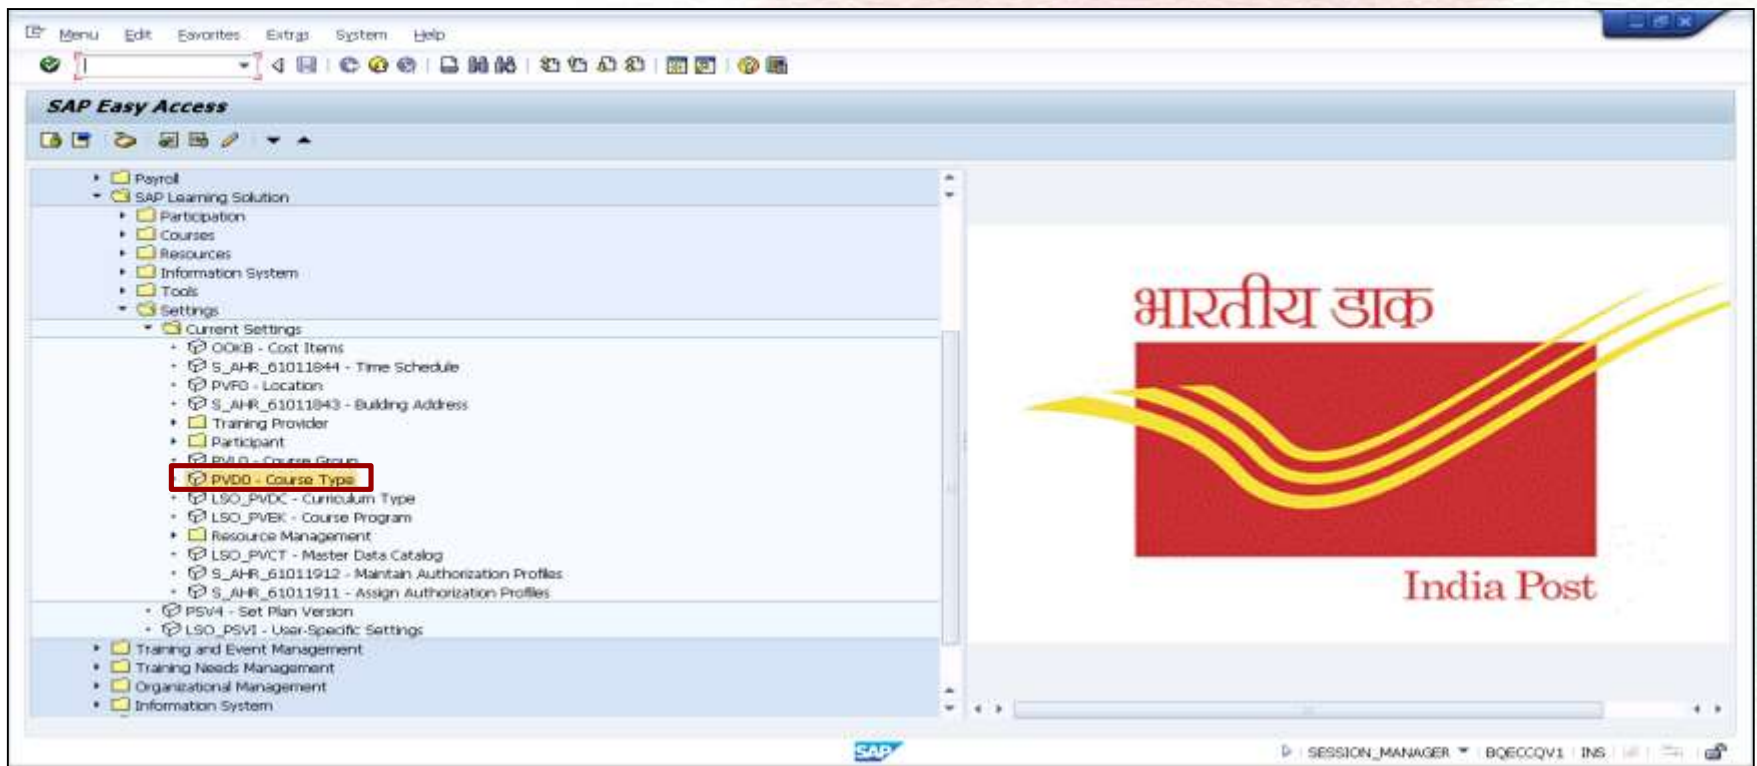 Menu Edit Favorites Extras System Help
SAP Easy Access
Payroll
SAP Learning Solution
Participation
Courses
Resources
Information System
Tools
Settings
Current Settings
OOKB - Cost Items
S_AHR_61011844 - Time Schedule
PVF0 - Location
S_AHR_61011843 - Building Address
Training Provider
Participant
PVL0 - Course Group
PVD0 - Course Type
LSO_PVDC - Curriculum Type
LSO_PVEK - Course Program
Resource Management
LSO_PVCT - Master Data Catalog
S_AHR_61011912 - Maintain Authorization Profiles
S_AHR_61011911 - Assign Authorization Profiles
PSV4 - Set Plan Version
LSO_PSVI - User-Specific Settings
Training and Event Management
Training Needs Management
Organizational Management
Information System
भारतीय डाक
India Post
SAP
SESSION_MANAGER BQECCQV1 INS